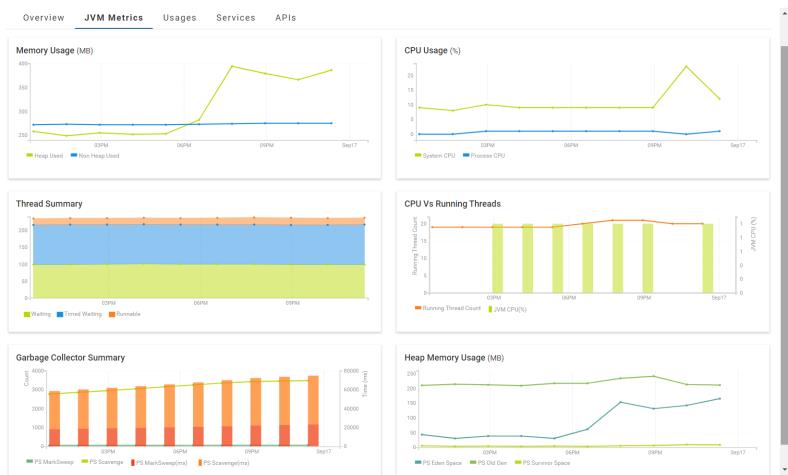 Overview JVM Metrics Usages Services APIs
Memory Usage (MB)
400
350
300
250
03PM 06PM 09PM Sep17
Heap Used Non Heap Used
CPU Usage (%)
20
15
10
5
0
03PM 06PM 09PM Sep17
System CPU Process CPU
Thread Summary
200
150
100
50
0
03PM 06PM 09PM
Waiting Timed Waiting Runnable
CPU Vs Running Threads
Running Thread Count
20
15
10
5
0
1
1
1
0
0
0
JVM CPU (%)
03PM 06PM 09PM Sep17
Running Thread Count JVM CPU(%)
Garbage Collector Summary
Count
4000
3000
2000
1000
0
80000
60000
40000
20000
0
Time (ms)
03PM 06PM 09PM Sep17
PS MarkSweep PS Scavenge PS MarkSweep(ms) PS Scavenge(ms)
Heap Memory Usage (MB)
250
200
150
100
50
0
03PM 06PM 09PM Sep17
PS Eden Space PS Old Gen PS Survivor Space